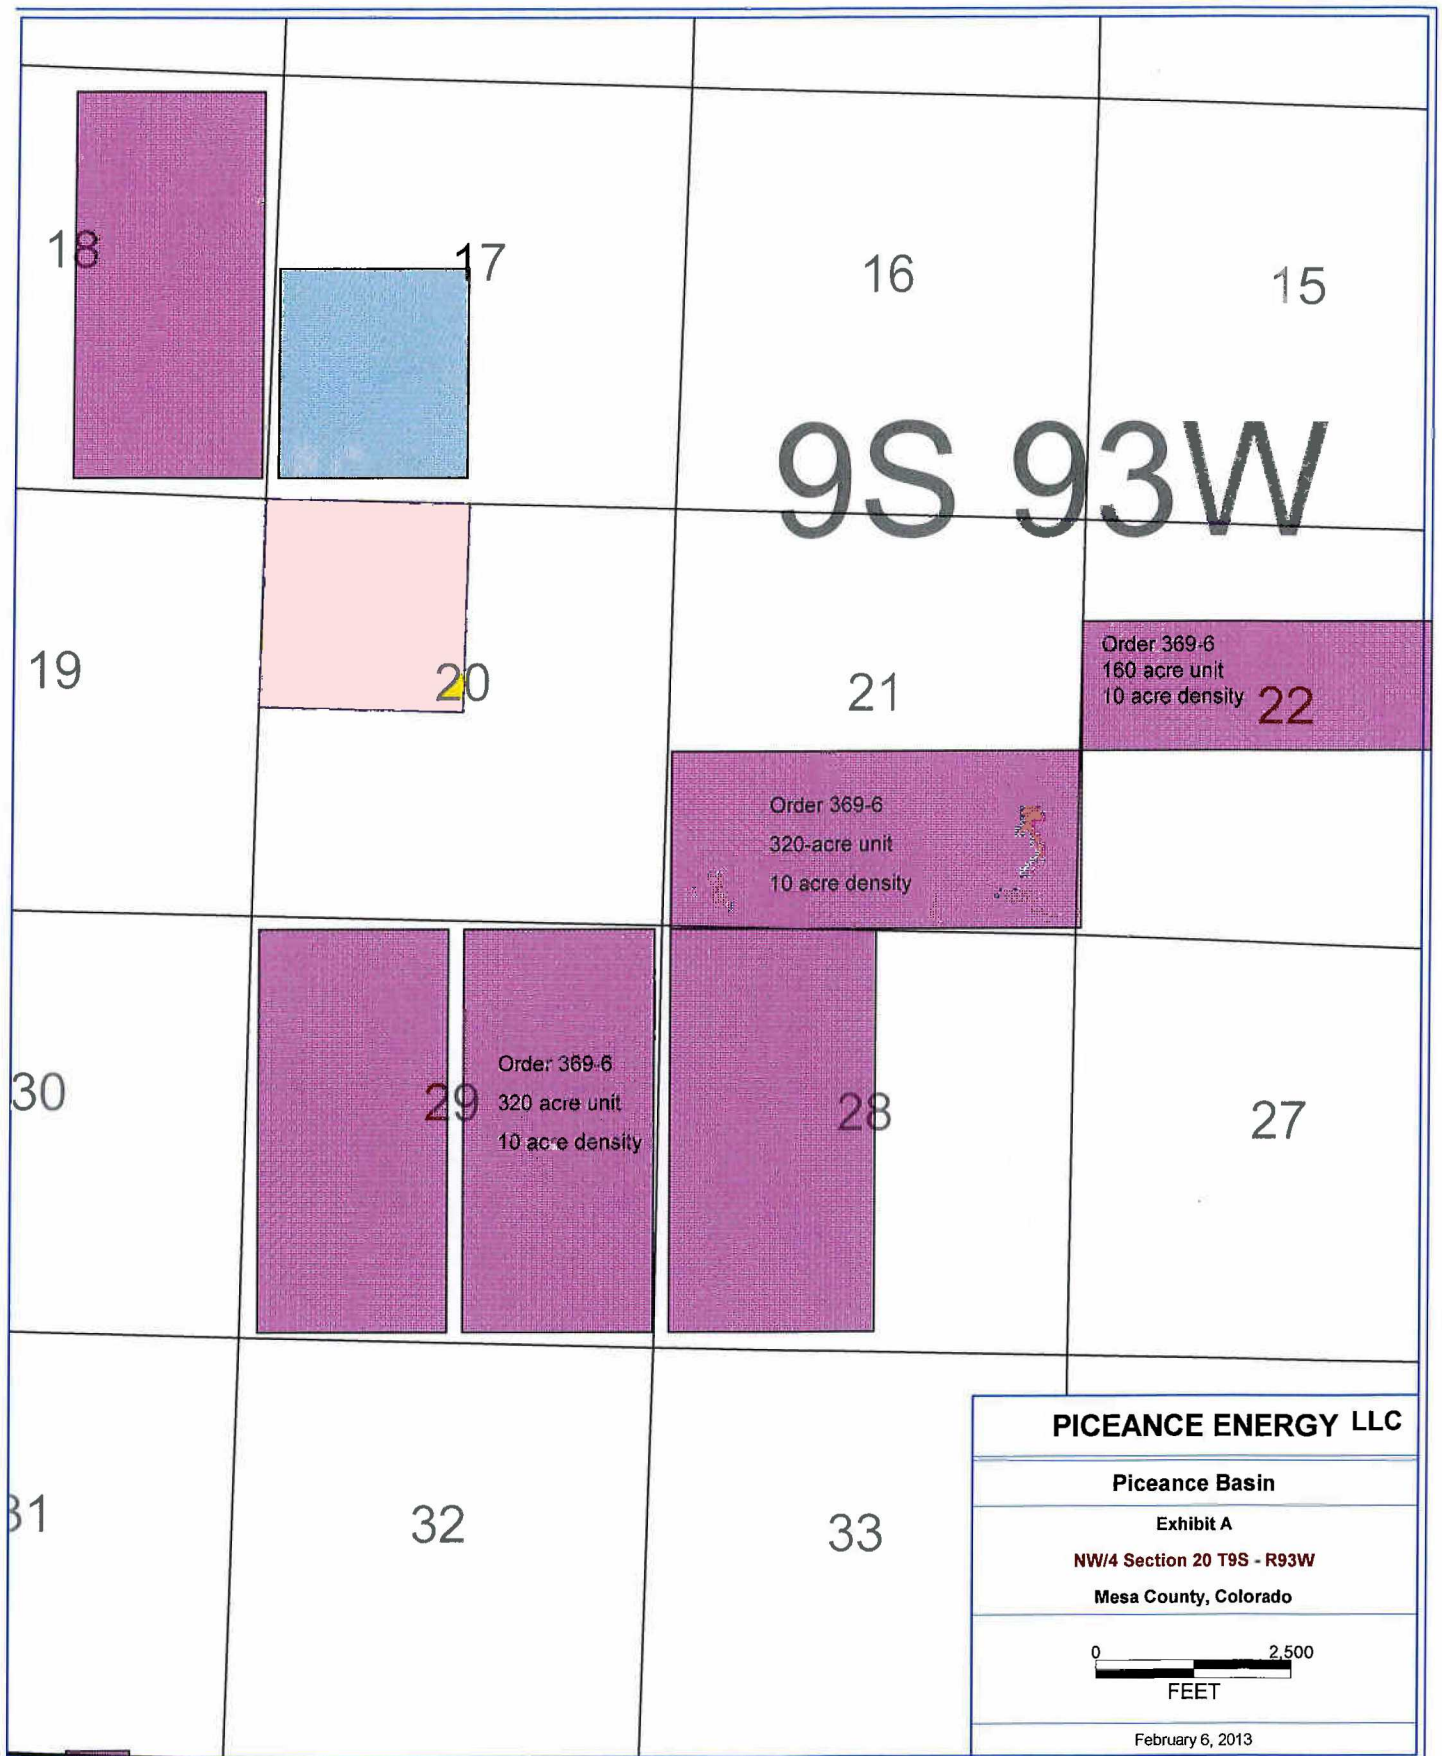 18
17
16
15
9S 93W
19
20
21
Order 369-6
160 acre unit
10 acre density
22
Order 369-6
320-acre unit
10 acre density
30
29
Order 369-6
320 acre unit
10 acre density
28
27
31
32
33
PICEANCE ENERGY LLC
Piceance Basin
Exhibit A
NW/4 Section 20 T9S - R93W
Mesa County, Colorado
0 2,500
FEET
February 6, 2013